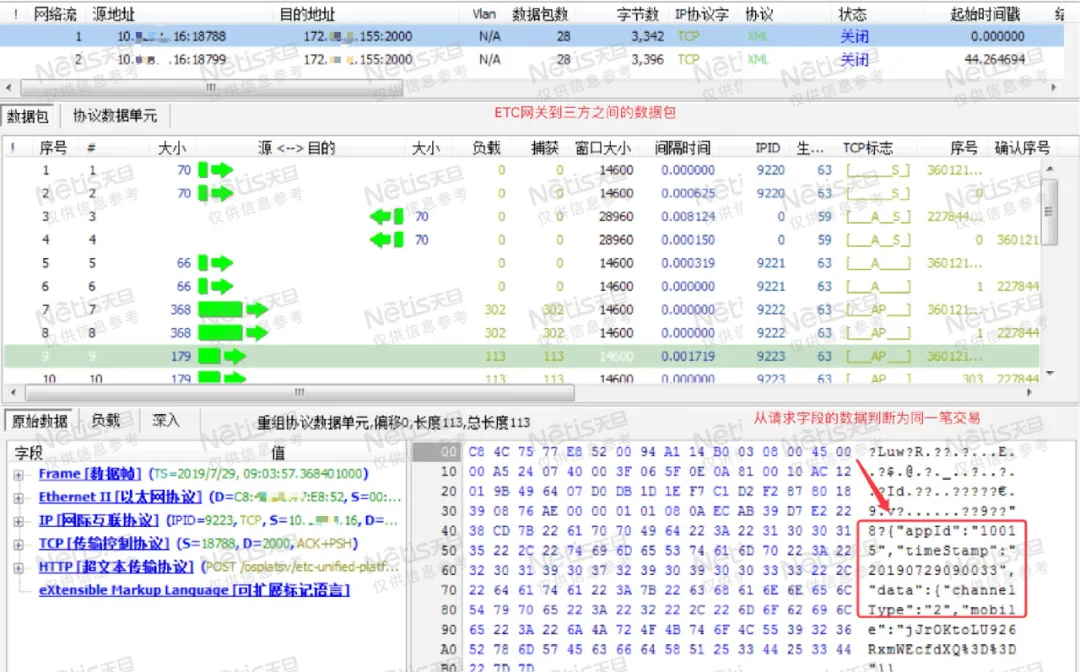 ! 网络流 源地址 目的地址 Vlan 数据包数 字节数 IP协议字 协议 状态 起始时间戳
1 10. .16:18788 172. .155:2000 N/A 28 3,342 TCP XML 关闭 0.000000
2 10. .16:18799 172. .155:2000 N/A 28 3,396 TCP XML 关闭 44.264694
数据包 协议数据单元 ETC网关到三方之间的数据包
! 序号 # 大小 源 <--> 目的 大小 负载 捕获 窗口大小 间隔时间 IPID 生... TCP标志 序号 确认序号
1 1 70 0 0 14600 0.000000 9220 63 [_____S_] 360121...
2 2 70 0 0 14600 0.000625 9220 63 [_____S_] 0
3 3 70 0 0 28960 0.008124 0 59 [___A__S_] 227844...
4 4 70 0 0 28960 0.000150 0 59 [___A__S_] 0 360121
5 5 66 0 0 14600 0.000319 9221 63 [___A____] 360121...
6 6 66 0 0 14600 0.000000 9221 63 [___A____] 1 227844
7 7 368 302 302 14600 0.000000 9222 63 [___AP___] 360121...
8 8 368 302 302 14600 0.000000 9222 63 [___AP___] 1 227844
9 9 179 113 113 14600 0.001719 9223 63 [___AP___] 360121...
10 10 179 113 113 14600 0.000000 9223 63 [___AP___] 303 227844
原始数据 负载 深入 重组协议数据单元,偏移0,长度113,总长度113 从请求字段的数据判断为同一笔交易
字段 值
Frame [数据帧] (TS=2019/7/29, 09:03:57.368401000)
Ethernet II [以太网协议] (D=C8:4 :E8:52, S=00:...
IP [网际互联协议] (IPID=9223,TCP, S=10. .16, D=...
TCP [传输控制协议] (S=18788, D=2000,ACK+PSH)
HTTP [超文本传输协议] (POST /osplatsv/etc-unified-platf...
eXtensible Markup Language [可扩展标记语言]
00 C8 4C 75 77 E8 52 00 94 A1 14 B0 03 08 00 45 00 ?Luw?R.??.?...E.
10 00 A5 24 07 40 00 3F 06 5F 0E 0A 81 00 10 AC 12 .?$.@.?._..?..?.
20 01 9B 49 64 07 D0 DB 1D 1E F7 C1 D2 F2 87 80 18 .?Id.??..?????€.
30 39 08 76 AE 00 00 01 01 08 0A EC AB 39 D7 E2 22 9.v?......??9??"
40 38 CD 7B 22 61 70 70 49 64 22 3A 22 31 30 30 31 8?{"appId":"1001
50 35 22 2C 22 74 69 6D 65 53 74 61 6D 70 22 3A 22 5","timeStamp":"
60 32 30 31 39 30 37 32 39 30 39 30 30 33 33 22 2C 20190729090033",
70 22 64 61 74 61 22 3A 7B 22 63 68 61 6E 6E 65 6C "data":{"channel
80 54 79 70 65 22 3A 22 32 22 2C 22 6D 6F 62 69 6C Type":"2","mobil
90 65 22 3A 22 6A 4A 72 4F 4B 74 6F 4C 55 39 32 36 e":"jJrOKtoLU926
A0 52 78 6D 57 45 63 66 64 58 51 25 33 44 25 33 44 RxmWEcfdXQ%3D%3D
B0 22 7D 7D "}}